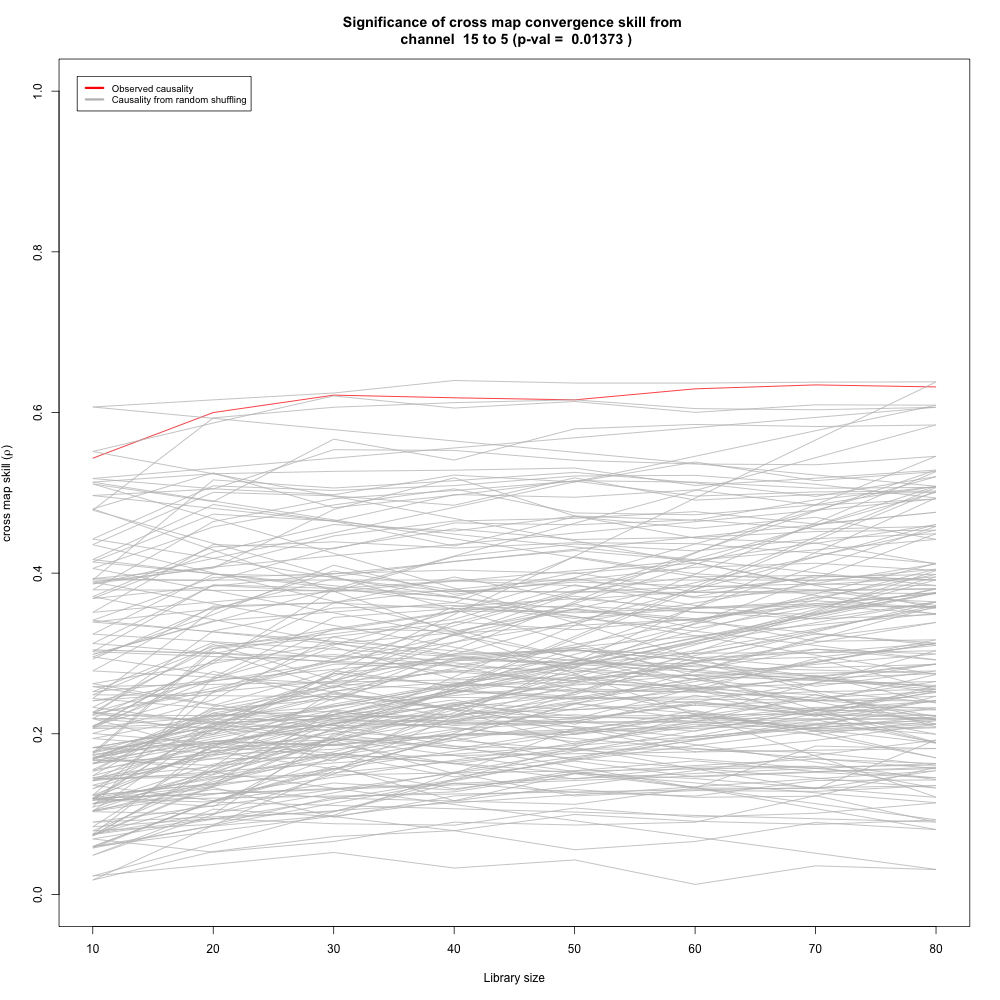 Significance of cross map convergence skill from
channel  15 to 5 (p-val =  0.01373 )
Observed causality
Causality from random shuffling
cross map skill (ρ)
1.0
0.8
0.6
0.4
0.2
0.0
10 20 30 40 50 60 70 80
Library size